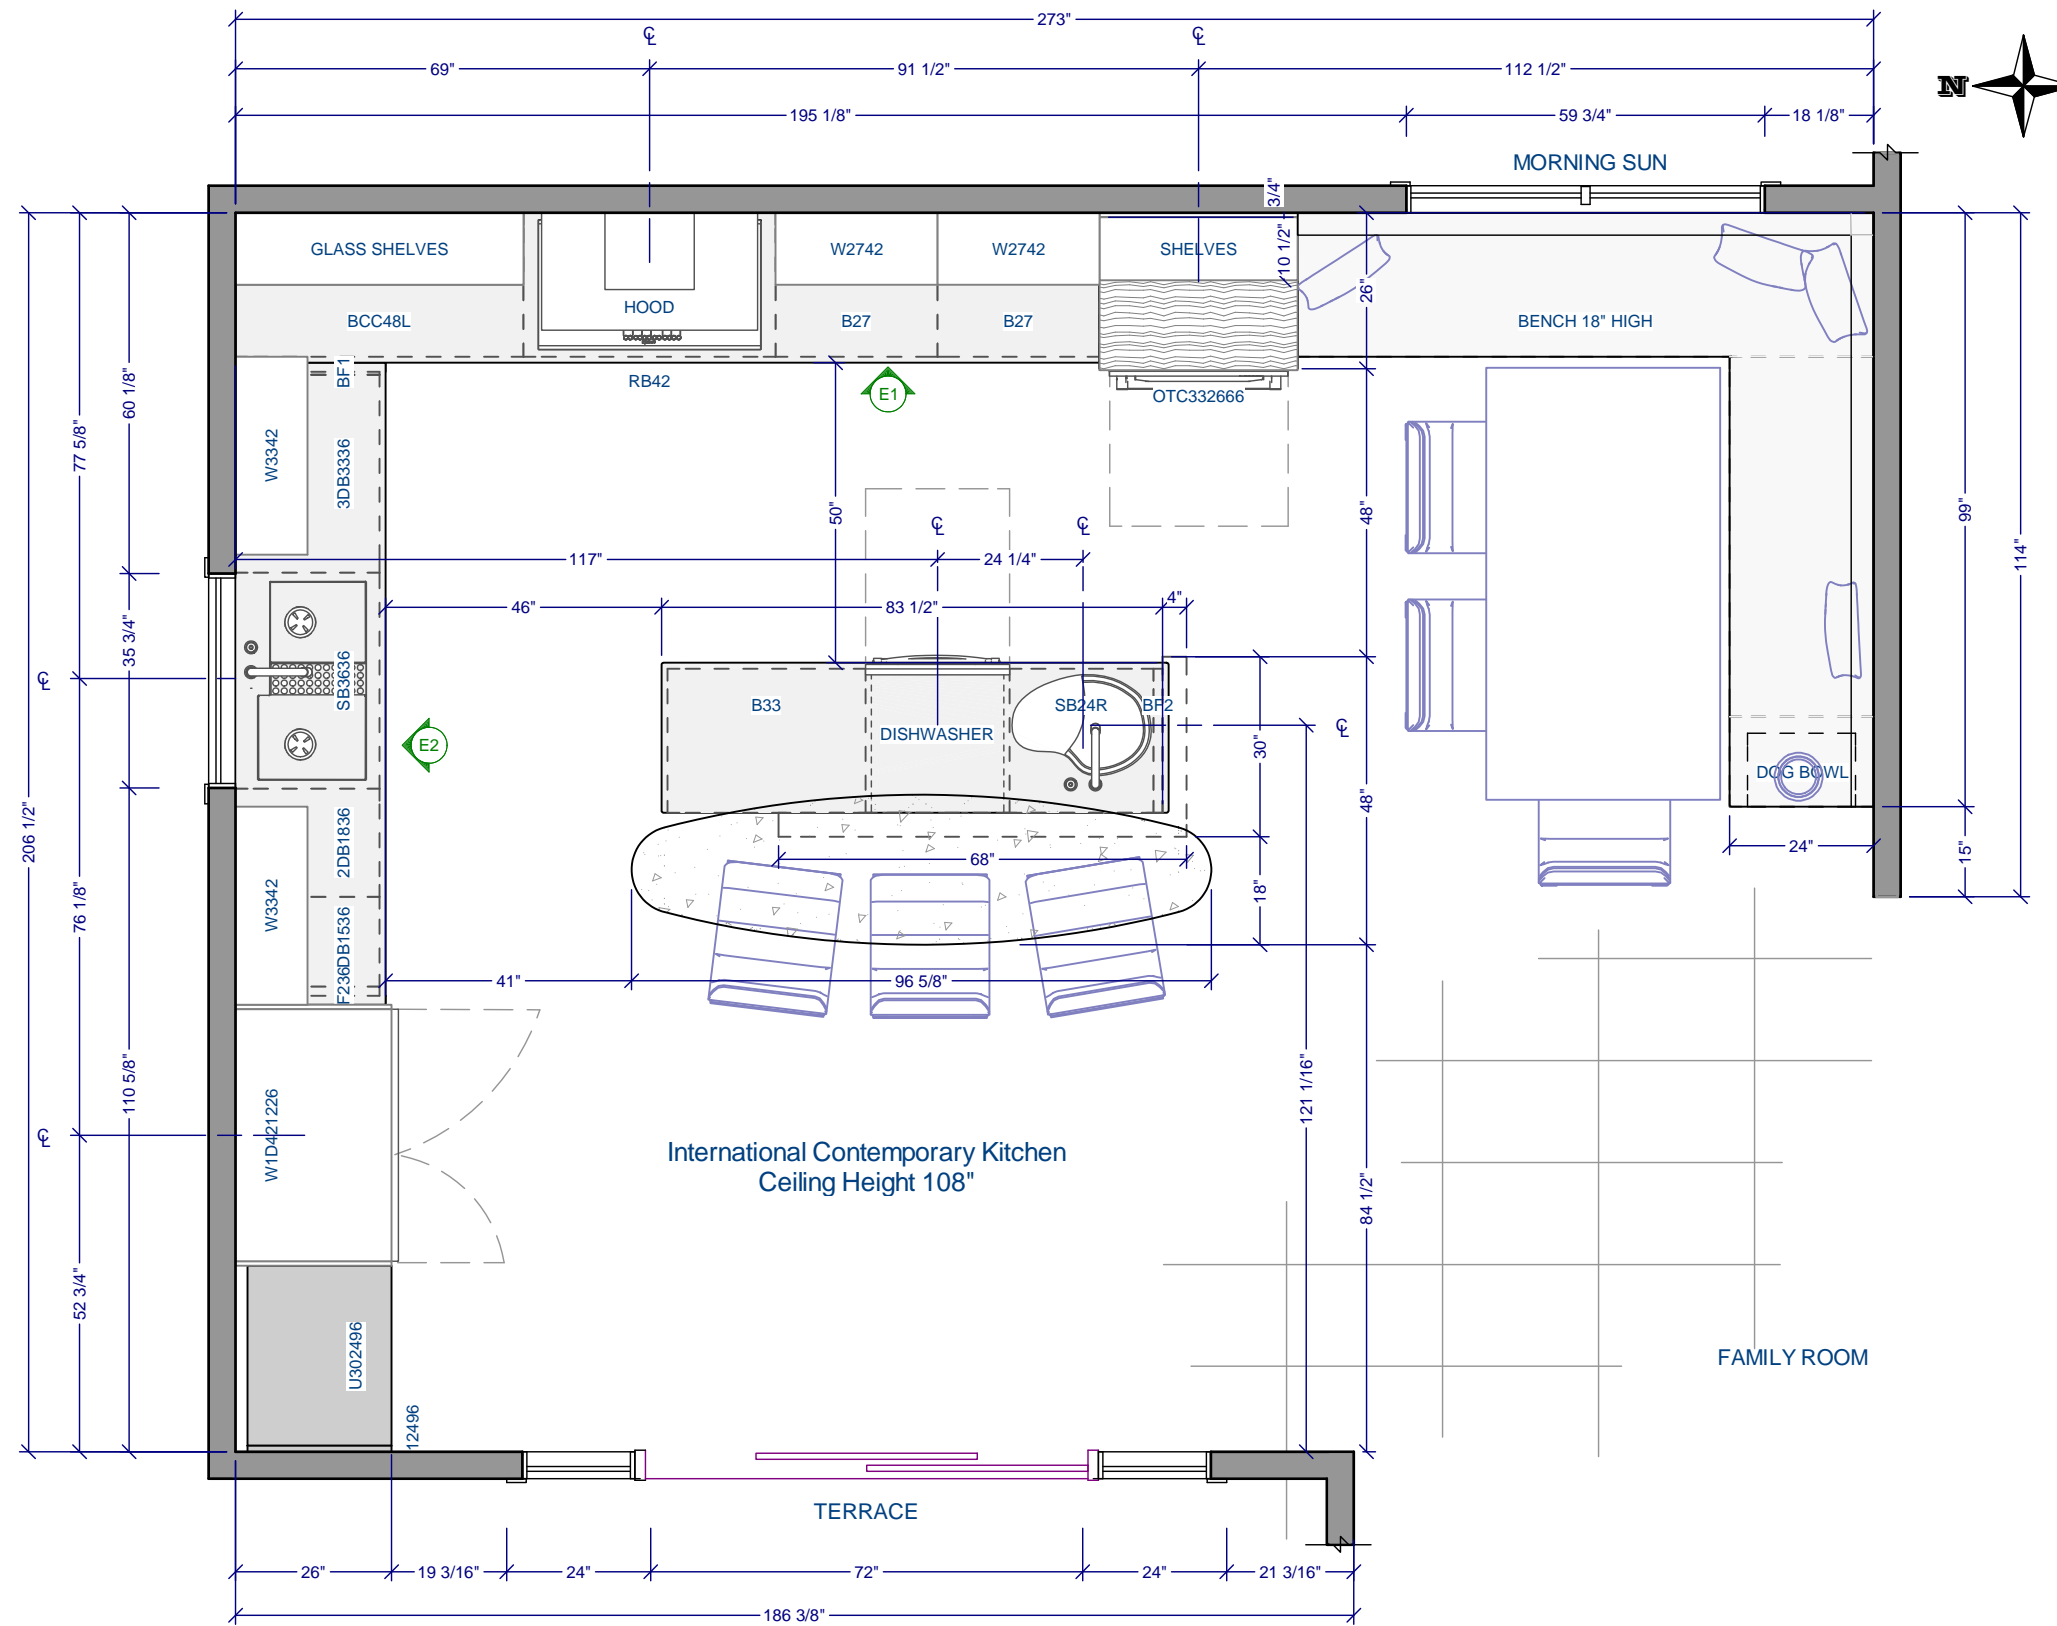 273"
℄
℄
69"
91 1/2"
112 1/2"
N
195 1/8"
59 3/4"
18 1/8"
MORNING SUN
3/4"
GLASS SHELVES
W2742
W2742
SHELVES
10 1/2"
26"
HOOD
BCC48L
B27
B27
BENCH 18" HIGH
BF1
RB42
E1
OTC332666
60 1/8"
77 5/8"
W3342
3DB3336
50"
48"
99"
114"
℄
℄
117"
24 1/4"
46"
83 1/2"
4"
35 3/4"
℄
SB3636
B33
SB24R
BF2
DISHWASHER
℄
E2
30"
DOG BOWL
206 1/2"
48"
2DB1836
68"
24"
15"
76 1/8"
W3342
18"
F236DB1536
41"
96 5/8"
110 5/8"
℄
W1D421226
121 1/16"
International Contemporary Kitchen
Ceiling Height 108"
84 1/2"
52 3/4"
U302496
12496
FAMILY ROOM
TERRACE
26"
19 3/16"
24"
72"
24"
21 3/16"
186 3/8"